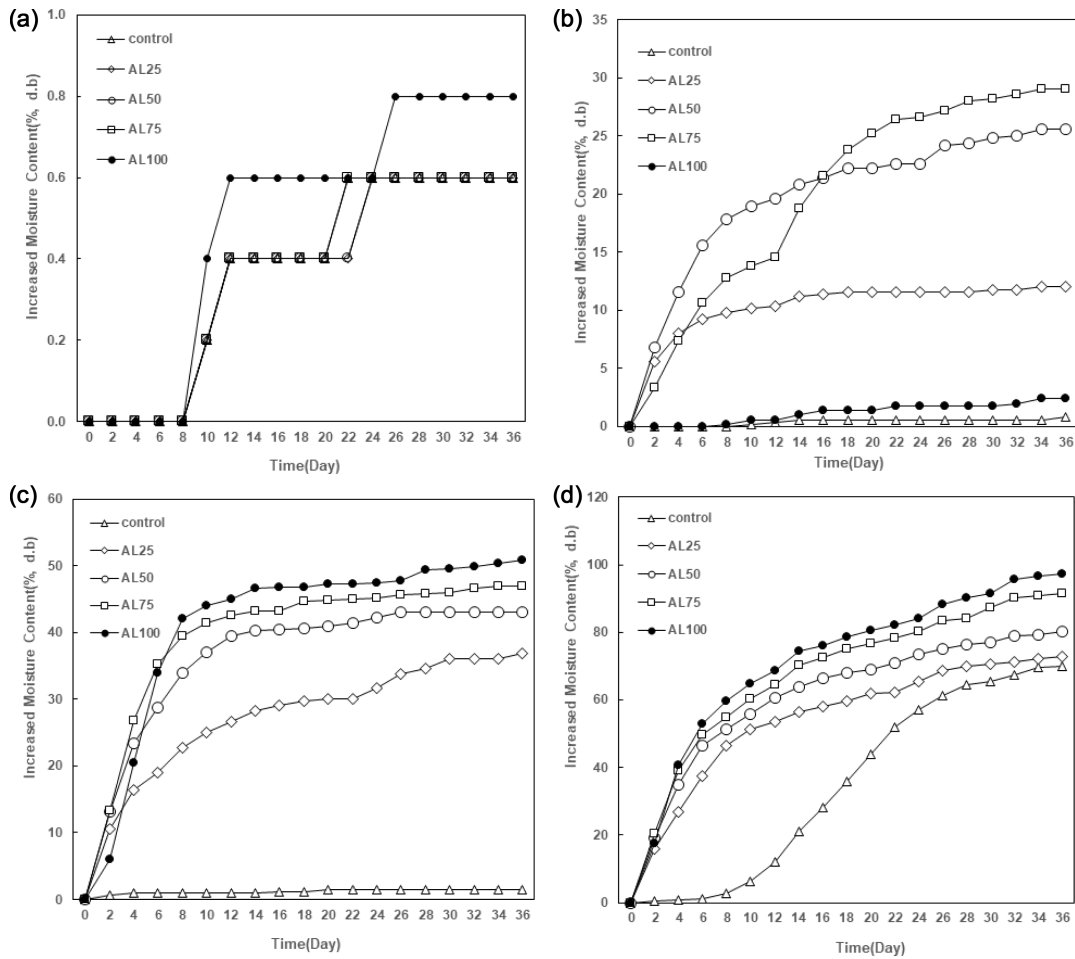 (a)
1.0
0.8
0.6
0.4
0.2
0.0
Increased Moisture Content(%, d.b)
control
AL25
AL50
AL75
AL100
0 2 4 6 8 10 12 14 16 18 20 22 24 26 28 30 32 34 36
Time(Day)
(b)
35
30
25
20
15
10
5
0
Increased Moisture Content(%, d.b)
control
AL25
AL50
AL75
AL100
0 2 4 6 8 10 12 14 16 18 20 22 24 26 28 30 32 34 36
Time(Day)
(c)
60
50
40
30
20
10
0
Increased Moisture Content(%, d.b)
control
AL25
AL50
AL75
AL100
0 2 4 6 8 10 12 14 16 18 20 22 24 26 28 30 32 34 36
Time(Day)
(d)
120
100
80
60
40
20
0
Increased Moisture Content(%, d.b)
control
AL25
AL50
AL75
AL100
0 2 4 6 8 10 12 14 16 18 20 22 24 26 28 30 32 34 36
Time(Day)